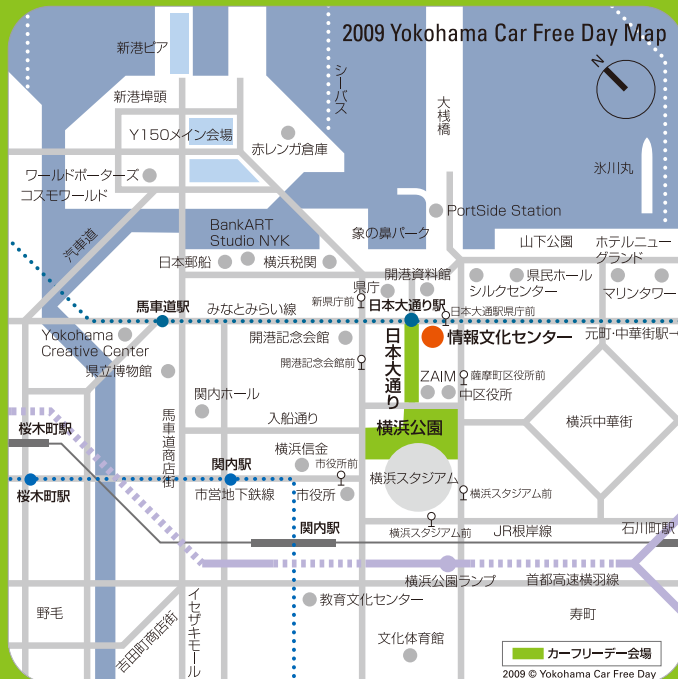 2009 Yokohama Car Free Day Map
N
新港ピア
シーバス
大桟橋
新港埠頭
Y150メイン会場
赤レンガ倉庫
氷川丸
ワールドポーターズ
コスモワールド
PortSide Station
汽車道
BankART
Studio NYK
象の鼻パーク
山下公園
ホテルニュー
グランド
日本郵船
横浜税関
開港資料館
県民ホール
県庁
シルクセンター
マリンタワー
新県庁前
馬車道駅
みなとみらい線
日本大通り駅
日本大通駅県庁前
Yokohama
Creative Center
開港記念会館
日本大通り
情報文化センター
元町・中華街駅→
開港記念会館前
県立博物館
ZAIM
薩摩町区役所前
中区役所
関内ホール
馬車道商店街
入船通り
横浜公園
横浜中華街
桜木町駅
横浜信金
関内駅
市役所前
横浜スタジアム
桜木町駅
市営地下鉄線
市役所
横浜スタジアム前
関内駅
横浜スタジアム前
JR根岸線
石川町駅
横浜公園ランプ
首都高速横羽線
教育文化センター
イセザキモール
野毛
吉田町商店街
寿町
文化体育館
カーフリーデー会場
2009 © Yokohama Car Free Day